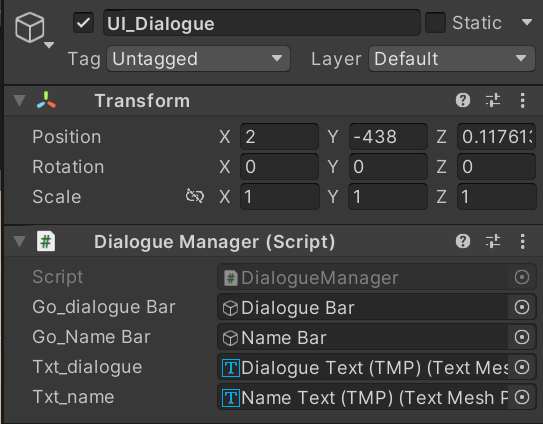 UI_Dialogue Static
Tag Untagged Layer Default
Transform
Position X 2 Y -438 Z 0.117613
Rotation X 0 Y 0 Z 0
Scale X 1 Y 1 Z 1
Dialogue Manager (Script)
Script DialogueManager
Go_dialogue Bar Dialogue Bar
Go_Name Bar Name Bar
Txt_dialogue Dialogue Text (TMP) (Text Mes
Txt_name Name Text (TMP) (Text Mesh P